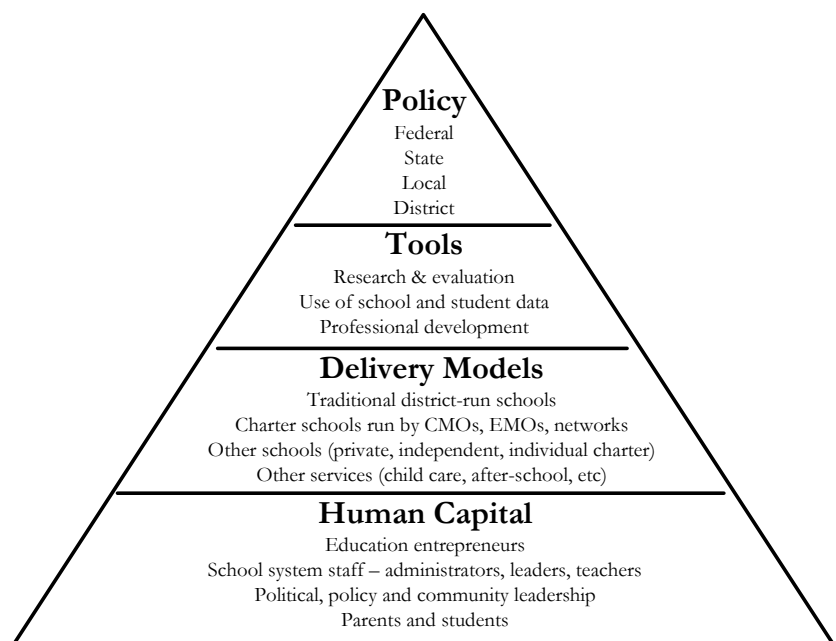 Policy
Federal
State
Local
District
Tools
Research & evaluation
Use of school and student data
Professional development
Delivery Models
Traditional district-run schools
Charter schools run by CMOs, EMOs, networks
Other schools (private, independent, individual charter)
Other services (child care, after-school, etc)
Human Capital
Education entrepreneurs
School system staff – administrators, leaders, teachers
Political, policy and community leadership
Parents and students